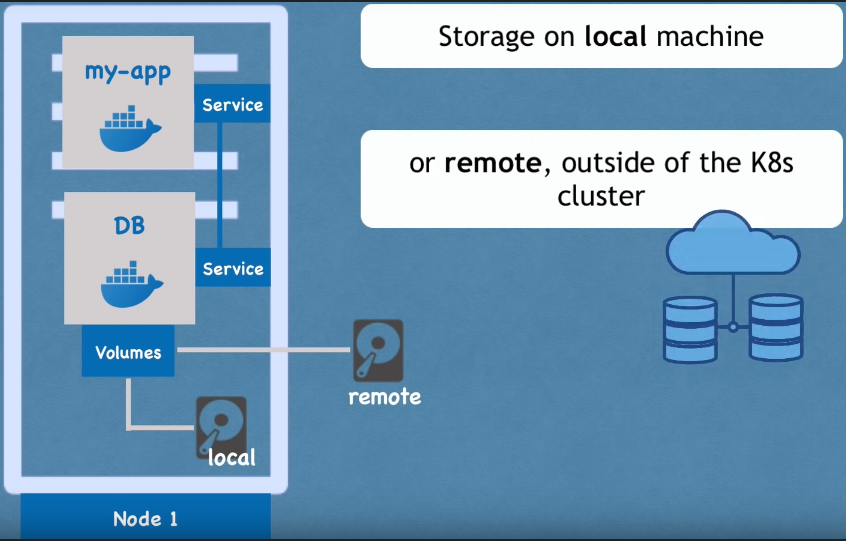 my-app
Service
DB
Service
Volumes
local
remote
Node 1
Storage on local machine
or remote, outside of the K8s
cluster